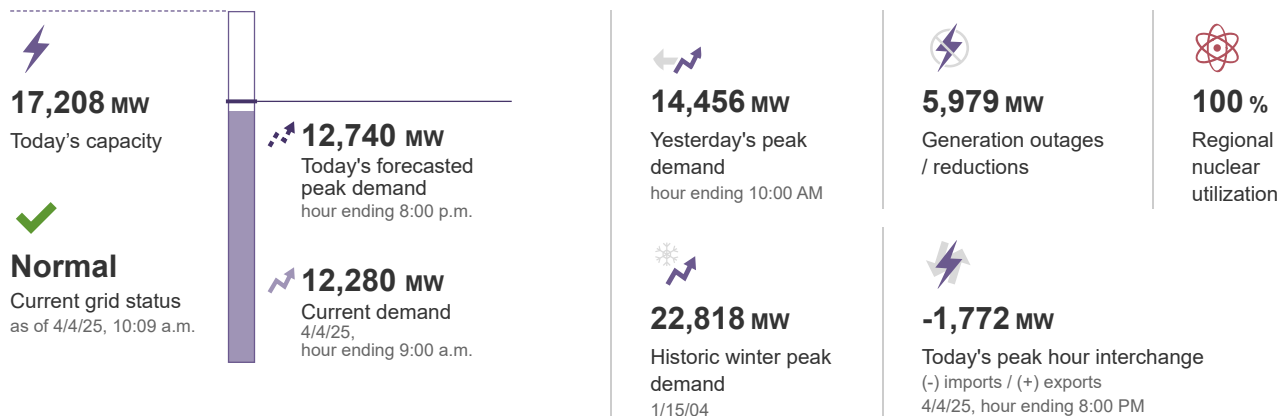 17,208 MW
Today’s capacity
Normal
Current grid status
as of 4/4/25, 10:09 a.m.
12,740 MW
Today's forecasted
peak demand
hour ending 8:00 p.m.
12,280 MW
Current demand
4/4/25,
hour ending 9:00 a.m.
14,456 MW
Yesterday's peak
demand
hour ending 10:00 AM
5,979 MW
Generation outages
/ reductions
100 %
Regional
nuclear
utilization
22,818 MW
Historic winter peak
demand
1/15/04
-1,772 MW
Today's peak hour interchange
(-) imports / (+) exports
4/4/25, hour ending 8:00 PM